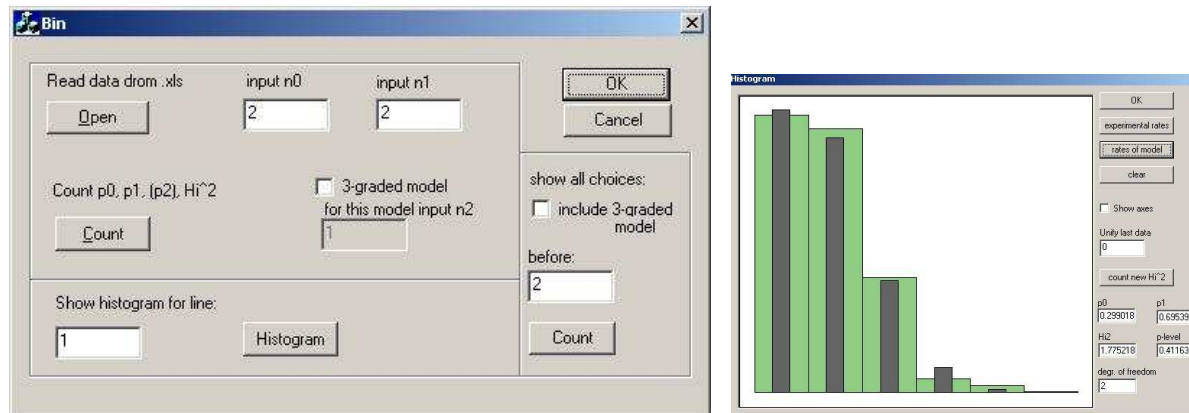 Bin
Read data drom .xls
input n0
input n1
Open
2
2
OK
Cancel
Count p0, p1, (p2), Hi^2
3-graded model
for this model input n2
1
Count
show all choices:
include 3-graded
model
before:
2
Count
Show histogram for line:
1
Histogram
Histogram
OK
experimental rates
rates of model
clear
Show axes
Unify last data
0
count new Hi^2
p0
p1
0.299018
0.69539
Hi2
p-level
1.775218
0.41163
degr. of freedom
2